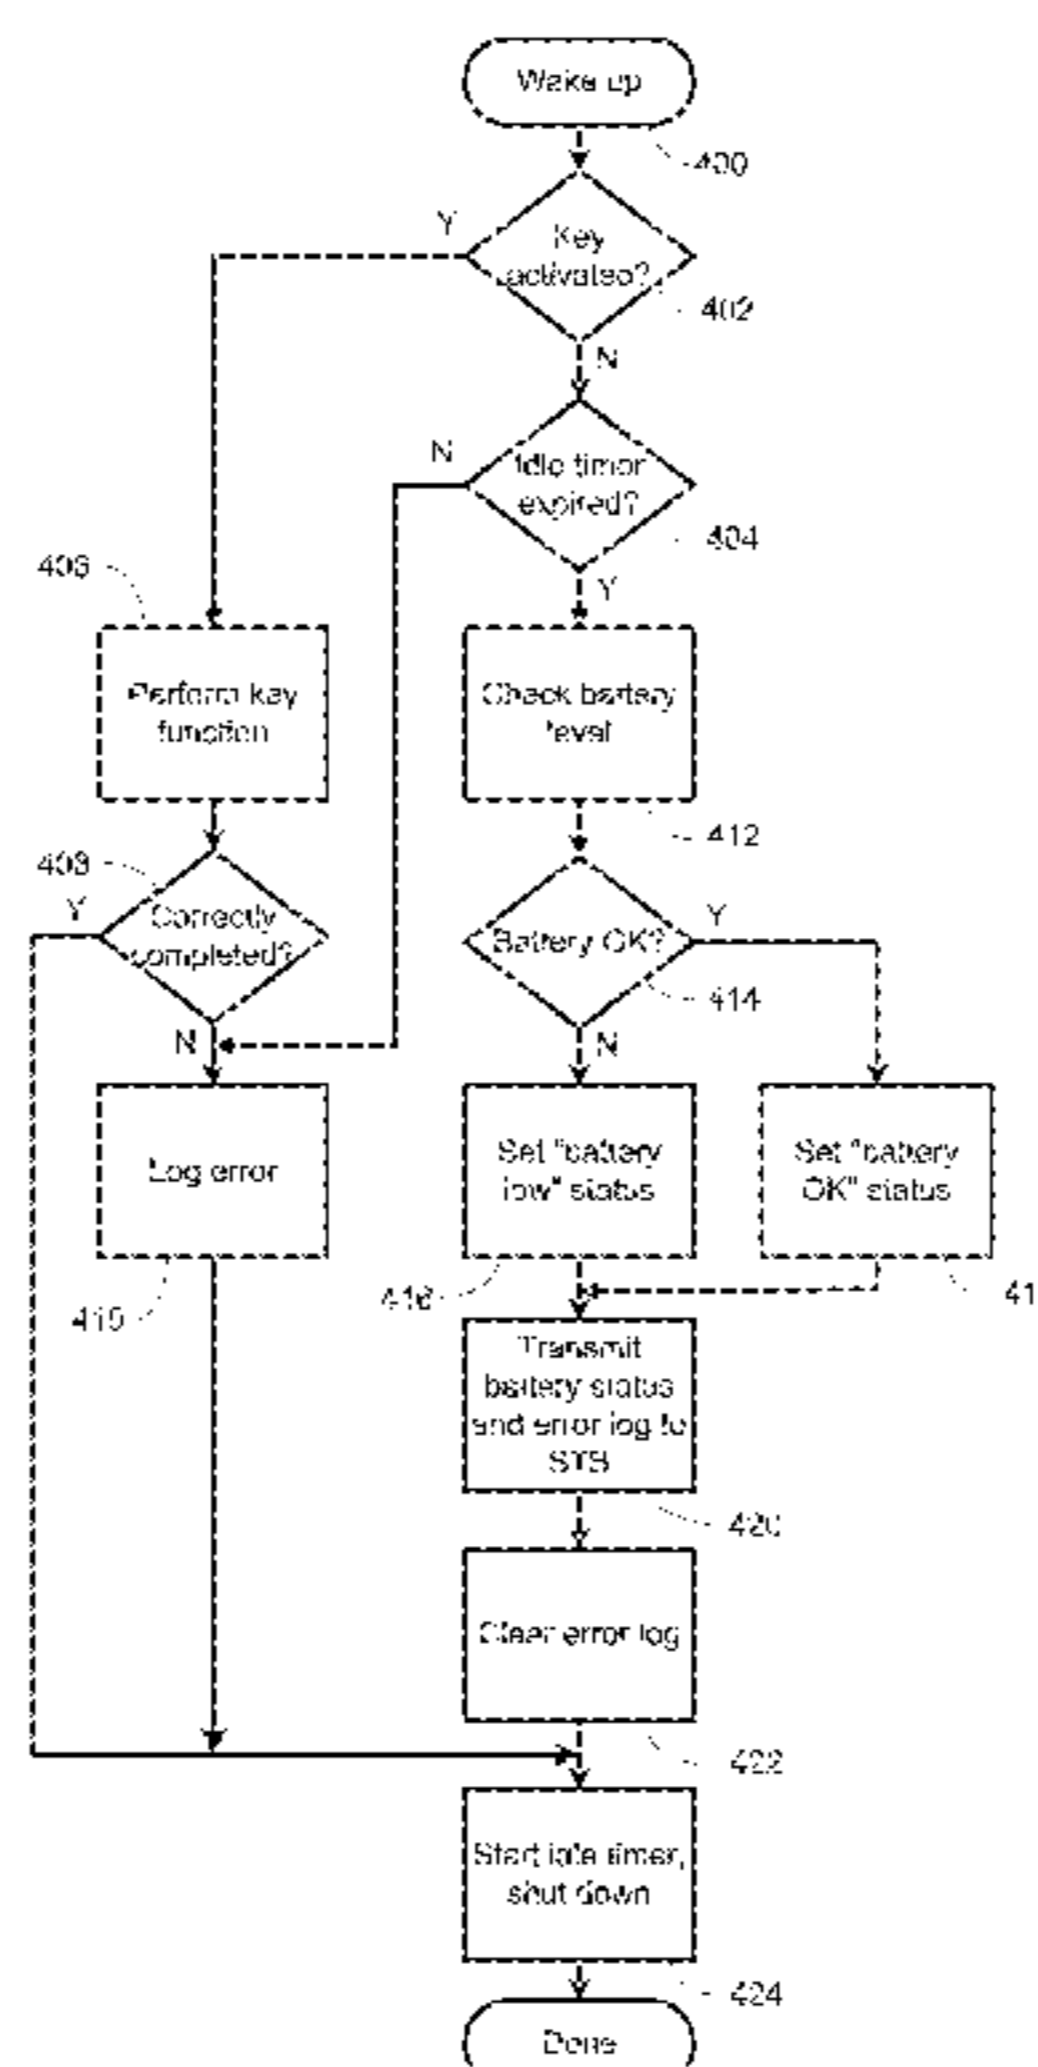 Wake up
400
Y
Key
activated?
402
N
N
Idle timer
expired?
404
Y
406
Perform key
function
Check battery
level
412
408
Y
Correctly
completed?
Battery OK?
Y
414
N
N
Log error
Set "battery
low" status
Set "battery
OK" status
416
41
410
Transmit
battery status
and error log to
STB
420
Clear error log
422
Start idle timer,
shut down
424
Done